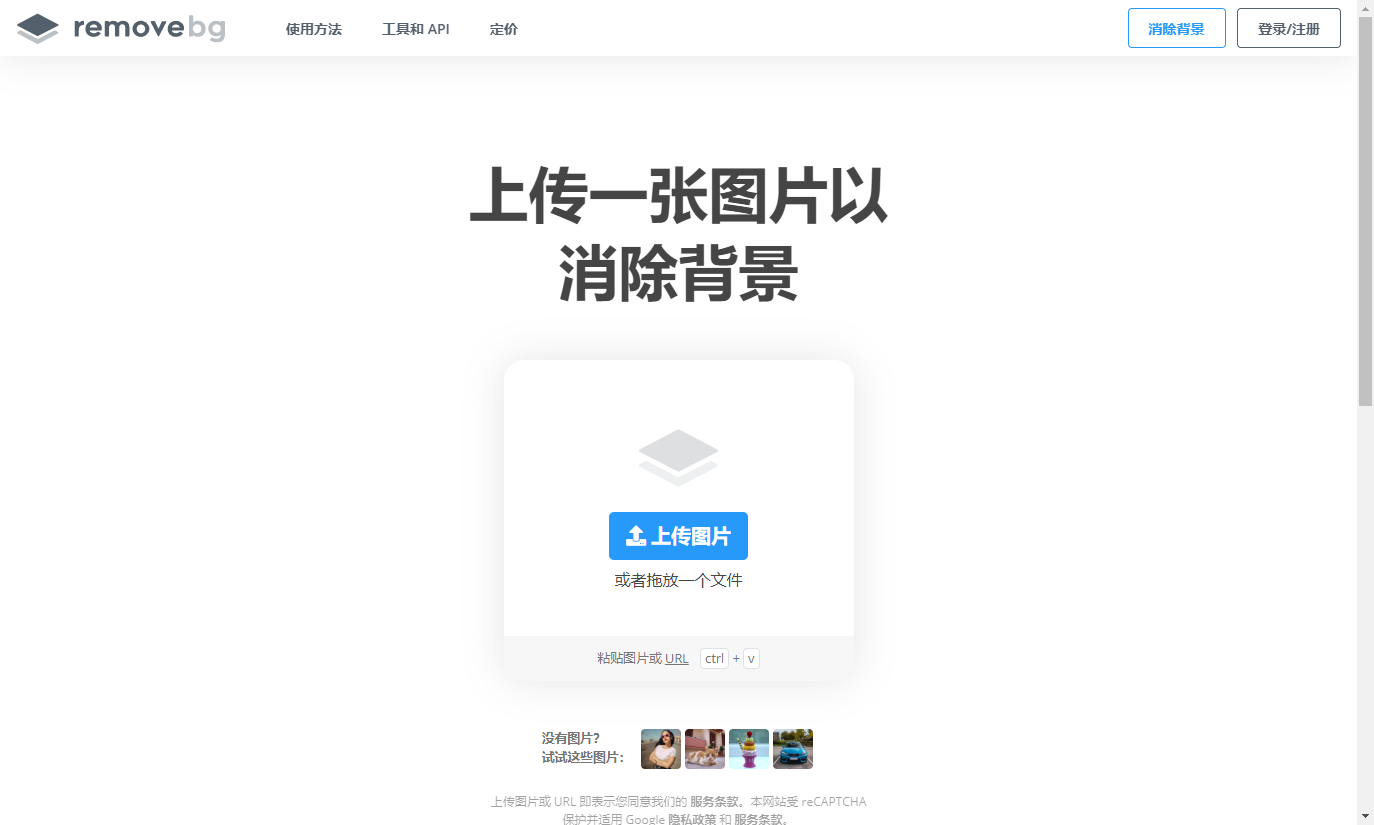 removebg
使用方法
工具和 API
定价
消除背景
登录/注册
上传一张图片以
消除背景
上传图片
或者拖放一个文件
粘贴图片或 URL ctrl + v
没有图片?
试试这些图片:
上传图片或 URL 即表示您同意我们的 服务条款。本网站受 reCAPTCHA
保护并适用 Google 隐私政策 和 服务条款。